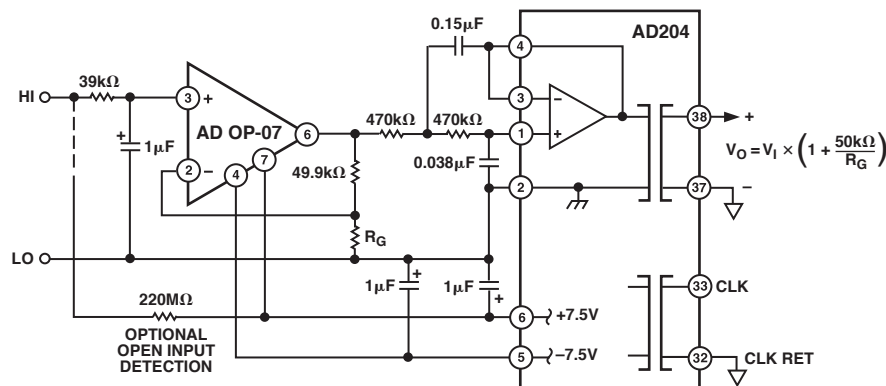 0.15µF
AD204
HI
39kΩ
+
1µF
3
+
AD OP-07
6
2
–
4
7
470kΩ
470kΩ
49.9kΩ
R_G
0.038µF
4
3
–
1
+
2
38
+
V_O = V_I × (1 + 50kΩ / R_G)
37
–
LO
1µF
+
1µF
+
220MΩ
OPTIONAL
OPEN INPUT
DETECTION
6
+7.5V
5
–7.5V
33
CLK
32
CLK RET